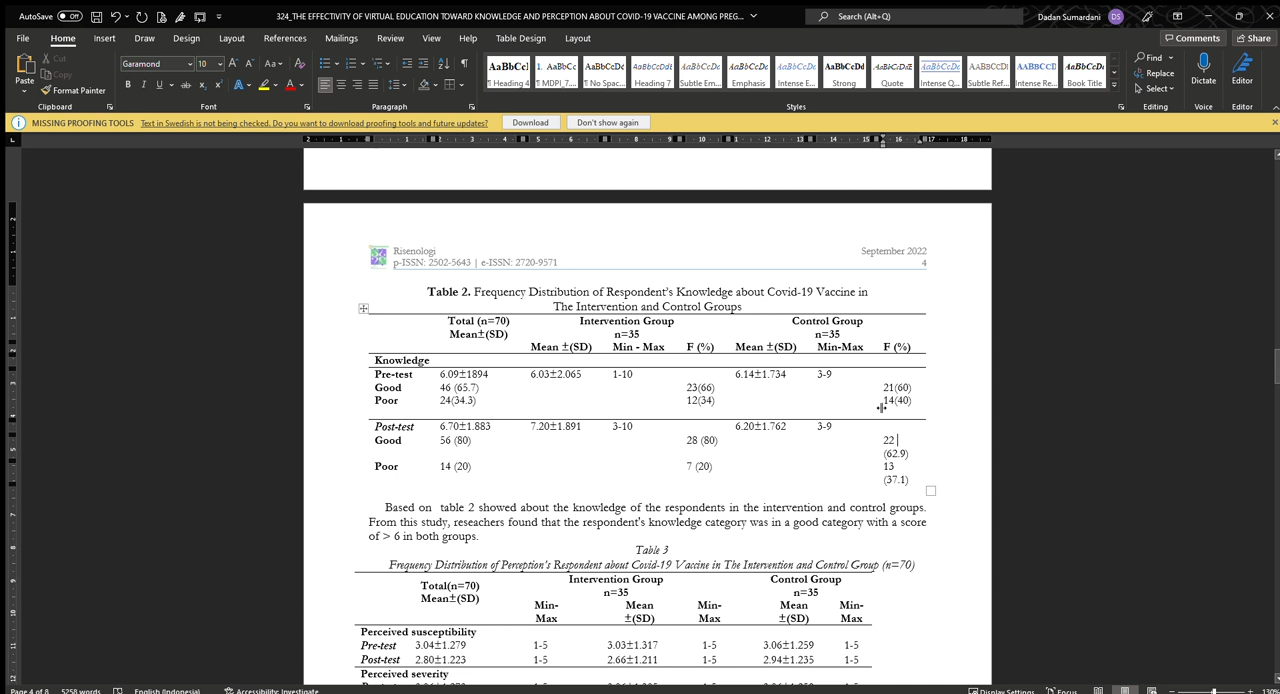 AutoSave Off 324_THE EFFECTIVITY OF VIRTUAL EDUCATION TOWARD KNOWLEDGE AND PERCEPTION ABOUT COVID-19 VACCINE AMONG PREG... Search (Alt+Q) Dadan Sumardani DS
File Home Insert Draw Design Layout References Mailings Review View Help Table Design Layout Comments Share
Paste Cut Copy Format Painter Garamond 10 Find Replace Select Dictate Editor
Heading 4 MDPI_7.... No Spac... Heading 7 Subtle Em... Emphasis Intense E... Strong Quote Intense Q... Subtle Ref... Intense Re... Book Title
Clipboard Font Paragraph Styles Editing Voice Editor
MISSING PROOFING TOOLS Text in Swedish is not being checked. Do you want to download proofing tools and future updates? Download Don't show again
Risenologi September 2022
p-ISSN: 2502-5643 | e-ISSN: 2720-9571 4
Table 2. Frequency Distribution of Respondent's Knowledge about Covid-19 Vaccine in
The Intervention and Control Groups
Total (n=70) Intervention Group Control Group
Mean±(SD) n=35 n=35
Mean ±(SD) Min - Max F (%) Mean ±(SD) Min-Max F (%)
Knowledge
Pre-test 6.09±1894 6.03±2.065 1-10 6.14±1.734 3-9
Good 46 (65.7) 23(66) 21(60)
Poor 24(34.3) 12(34) 14(40)
Post-test 6.70±1.883 7.20±1.891 3-10 6.20±1.762 3-9
Good 56 (80) 28 (80) 22
(62.9)
Poor 14 (20) 7 (20) 13
(37.1)
Based on table 2 showed about the knowledge of the respondents in the intervention and control groups.
From this study, reseachers found that the respondent's knowledge category was in a good category with a score
of > 6 in both groups.
Table 3
Frequency Distribution of Perception's Respondent about Covid-19 Vaccine in The Intervention and Control Group (n=70)
Total(n=70) Intervention Group Control Group
Mean±(SD) n=35 n=35
Min- Mean Min- Mean Min-
Max ±(SD) Max ±(SD) Max
Perceived susceptibility
Pre-test 3.04±1.279 1-5 3.03±1.317 1-5 3.06±1.259 1-5
Post-test 2.80±1.223 1-5 2.66±1.211 1-5 2.94±1.235 1-5
Perceived severity
Page 4 of 8 5258 words English (Indonesia) Accessibility: Investigate Display Settings Focus 130%